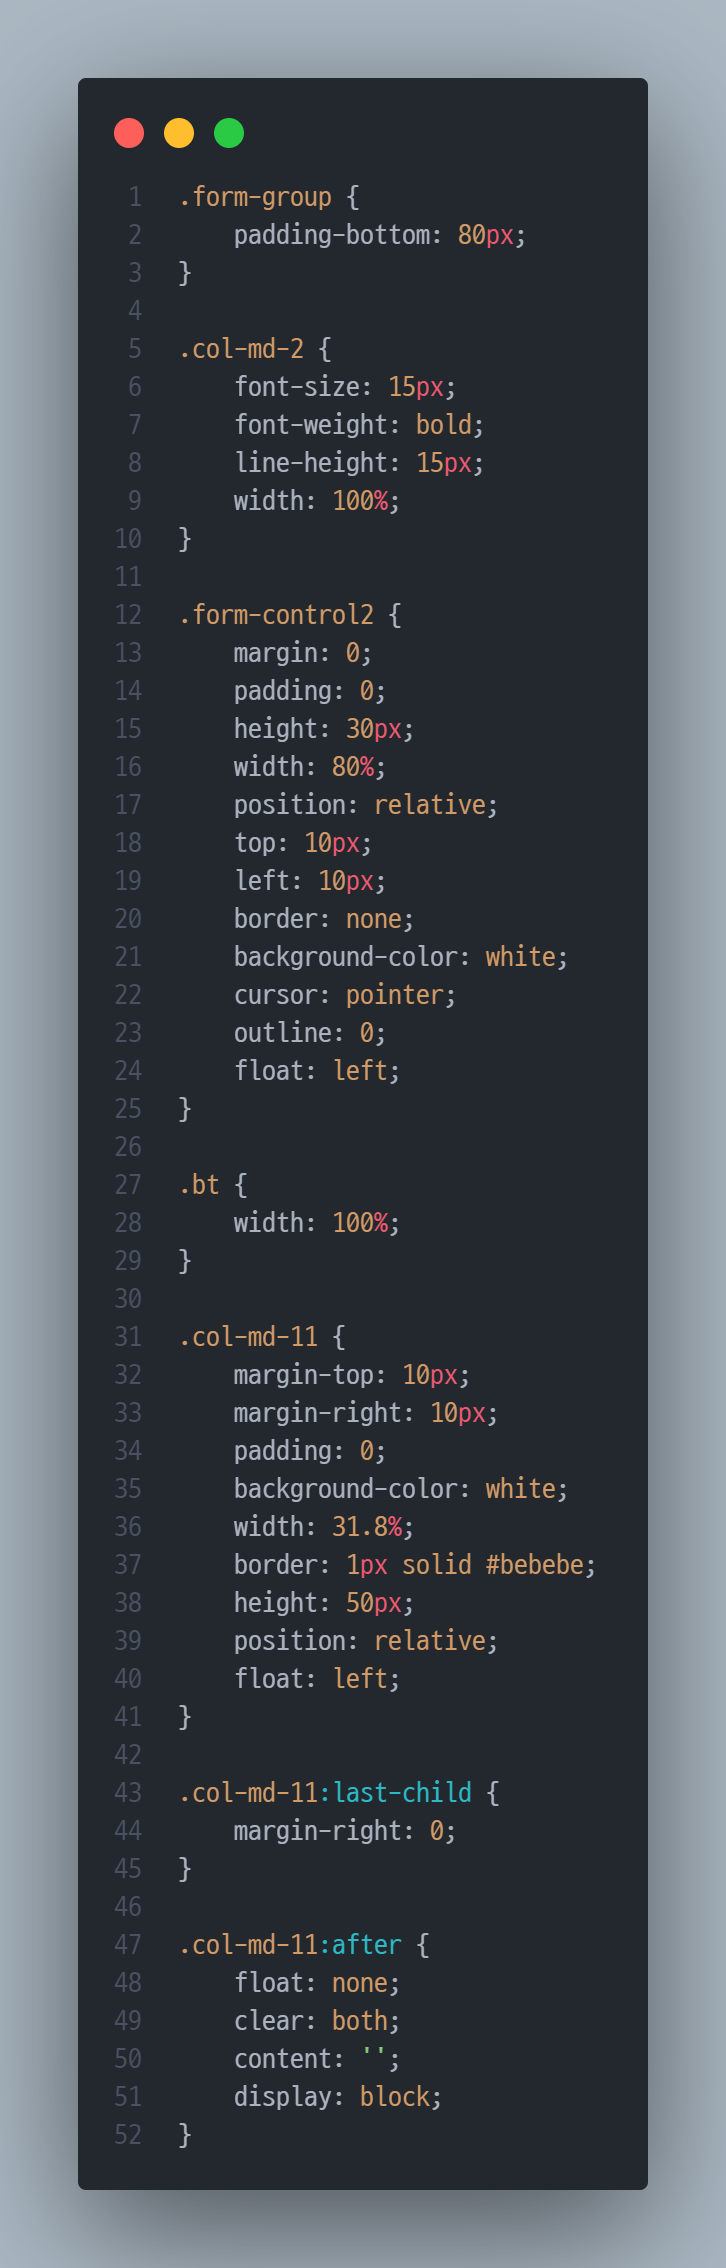 1 .form-group {
2     padding-bottom: 80px;
3 }
4
5 .col-md-2 {
6     font-size: 15px;
7     font-weight: bold;
8     line-height: 15px;
9     width: 100%;
10 }
11
12 .form-control2 {
13     margin: 0;
14     padding: 0;
15     height: 30px;
16     width: 80%;
17     position: relative;
18     top: 10px;
19     left: 10px;
20     border: none;
21     background-color: white;
22     cursor: pointer;
23     outline: 0;
24     float: left;
25 }
26
27 .bt {
28     width: 100%;
29 }
30
31 .col-md-11 {
32     margin-top: 10px;
33     margin-right: 10px;
34     padding: 0;
35     background-color: white;
36     width: 31.8%;
37     border: 1px solid #bebebe;
38     height: 50px;
39     position: relative;
40     float: left;
41 }
42
43 .col-md-11:last-child {
44     margin-right: 0;
45 }
46
47 .col-md-11:after {
48     float: none;
49     clear: both;
50     content: '';
51     display: block;
52 }